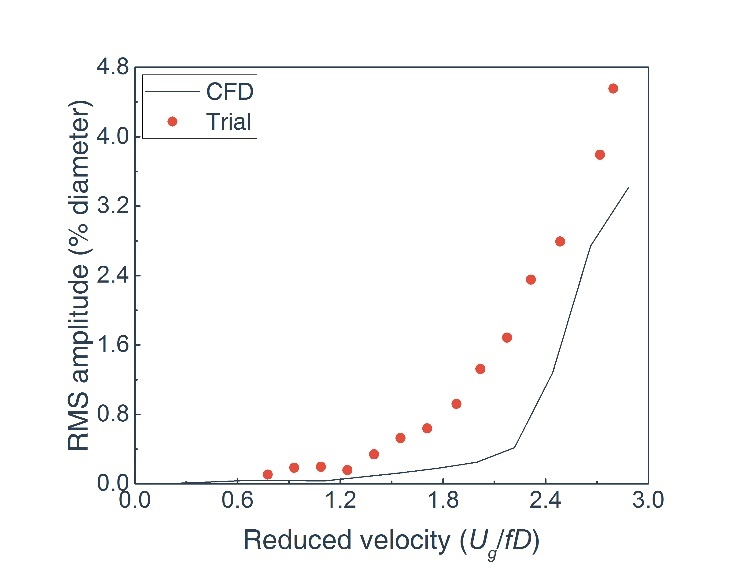 4.8
CFD
Trial
4.0
3.2
2.4
1.6
0.8
0.0
0.0 0.6 1.2 1.8 2.4 3.0
RMS amplitude (% diameter)
Reduced velocity (Ug/fD)